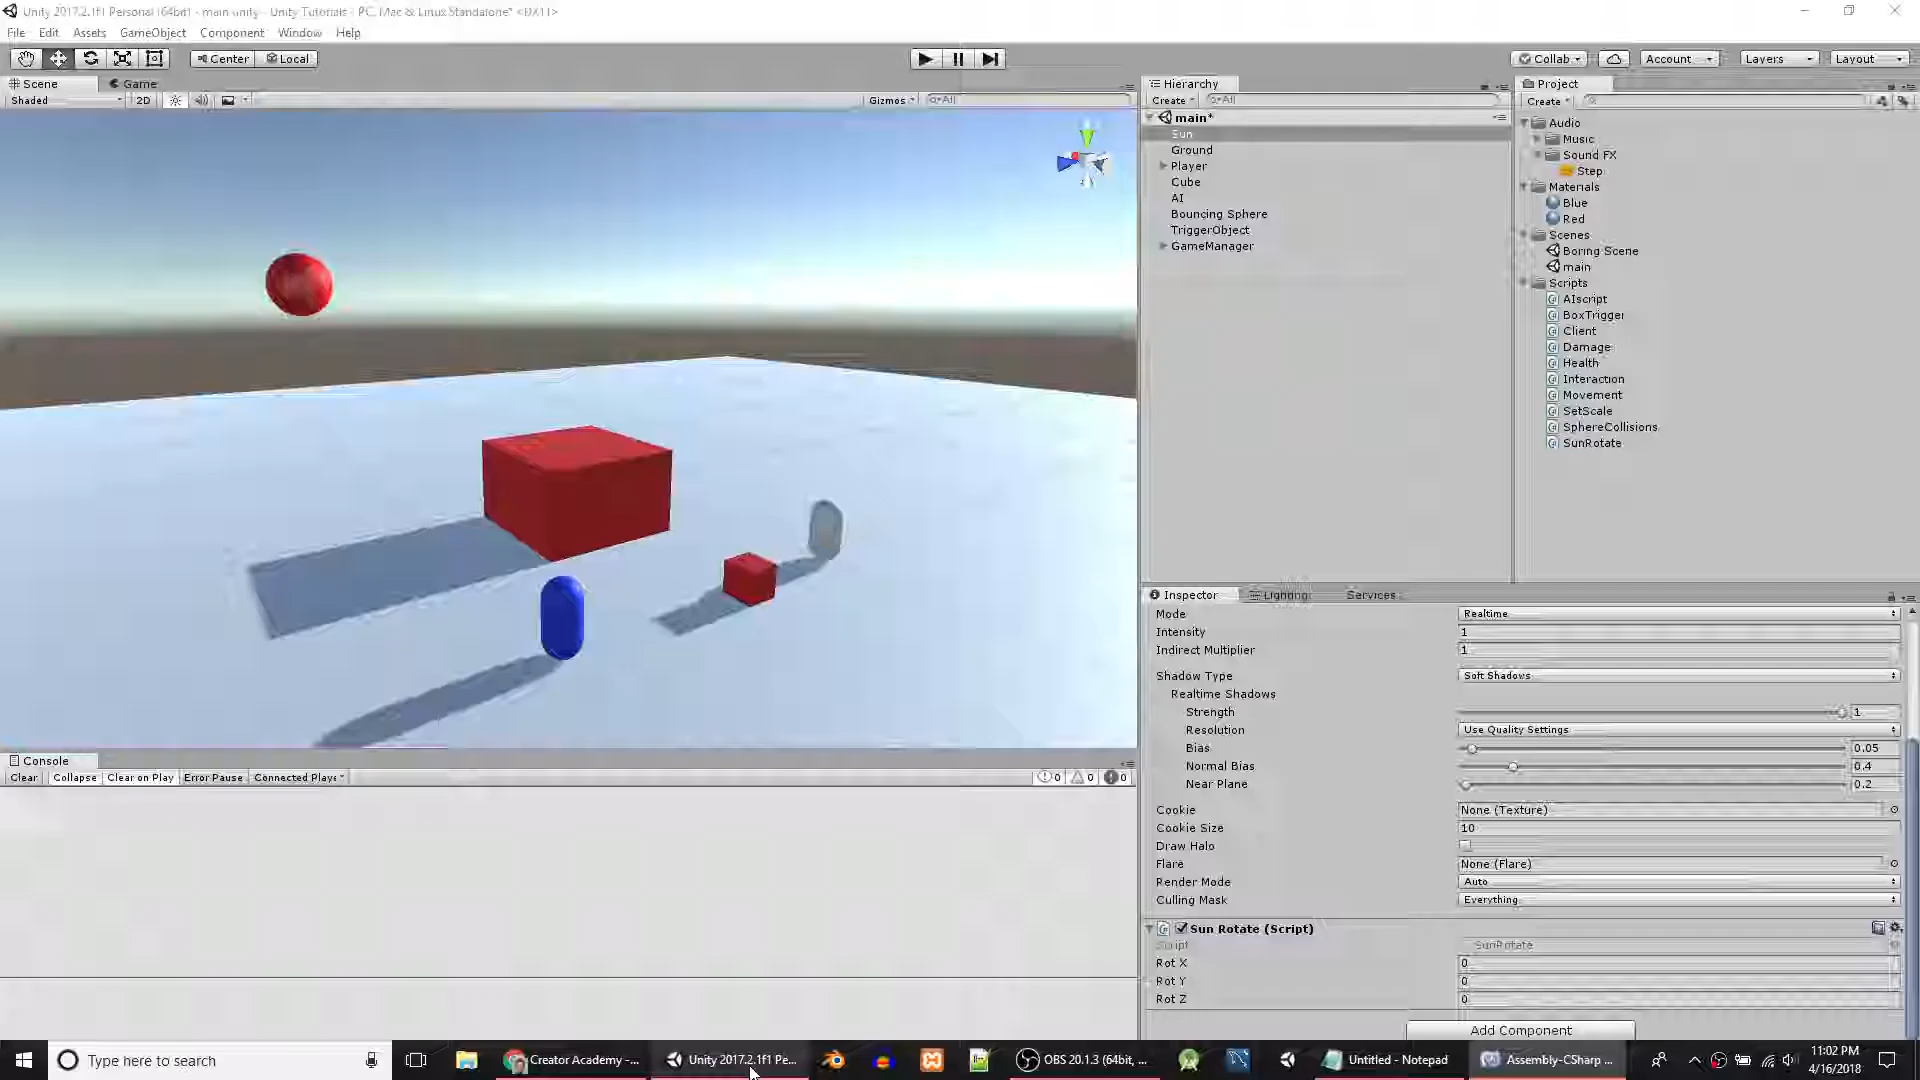 Unity 2017.2.1f1 Personal (64bit) - main.unity - Unity Tutorials - PC, Mac & Linux Standalone* <DX11>
File Edit Assets GameObject Component Window Help
Center Local Collab Account Layers Layout
Scene Game
Shaded 2D Gizmos All
Hierarchy
Create All
main*
Sun
Ground
Player
Cube
AI
Bouncing Sphere
TriggerObject
GameManager
Project
Create
Audio
Music
Sound FX
Step
Materials
Blue
Red
Scenes
Boring Scene
main
Scripts
AIscript
BoxTrigger
Client
Damage
Health
Interaction
Movement
SetScale
SphereCollisions
SunRotate
Inspector Lighting Services
Mode Realtime
Intensity 1
Indirect Multiplier 1
Shadow Type Soft Shadows
Realtime Shadows
Strength 1
Resolution Use Quality Settings
Bias 0.05
Normal Bias 0.4
Near Plane 0.2
Cookie None (Texture)
Cookie Size 10
Draw Halo
Flare None (Flare)
Render Mode Auto
Culling Mask Everything
Sun Rotate (Script)
Script SunRotate
Rot X 0
Rot Y 0
Rot Z 0
Add Component
Console
Clear Collapse Clear on Play Error Pause Connected Playe 0 0 0
Type here to search Creator Academy -... Unity 2017.2.1f1 Pe... OBS 20.1.3 (64bit, ... Untitled - Notepad Assembly-CSharp ... 11:02 PM
4/16/2018